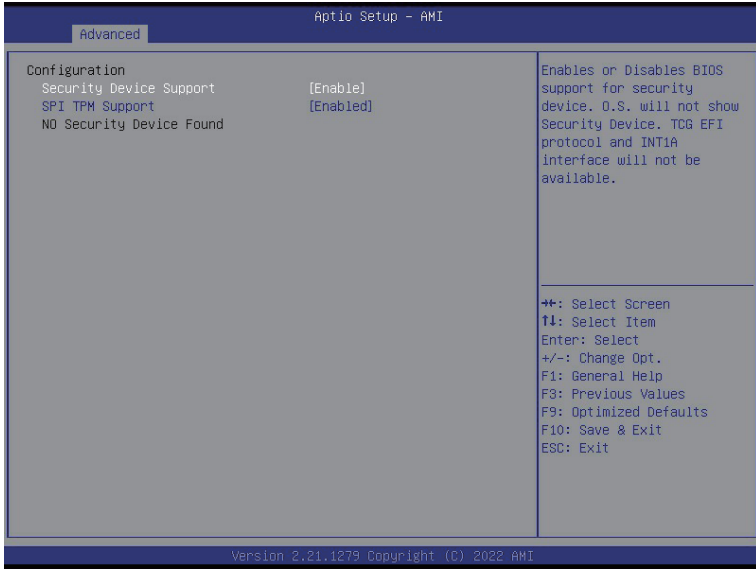 Aptio Setup – AMI
Advanced
Configuration
Security Device Support [Enable]
SPI TPM Support [Enabled]
NO Security Device Found
Enables or Disables BIOS
support for security
device. O.S. will not show
Security Device. TCG EFI
protocol and INT1A
interface will not be
available.
→←: Select Screen
↑↓: Select Item
Enter: Select
+/-: Change Opt.
F1: General Help
F3: Previous Values
F9: Optimized Defaults
F10: Save & Exit
ESC: Exit
Version 2.21.1279 Copyright (C) 2022 AMI